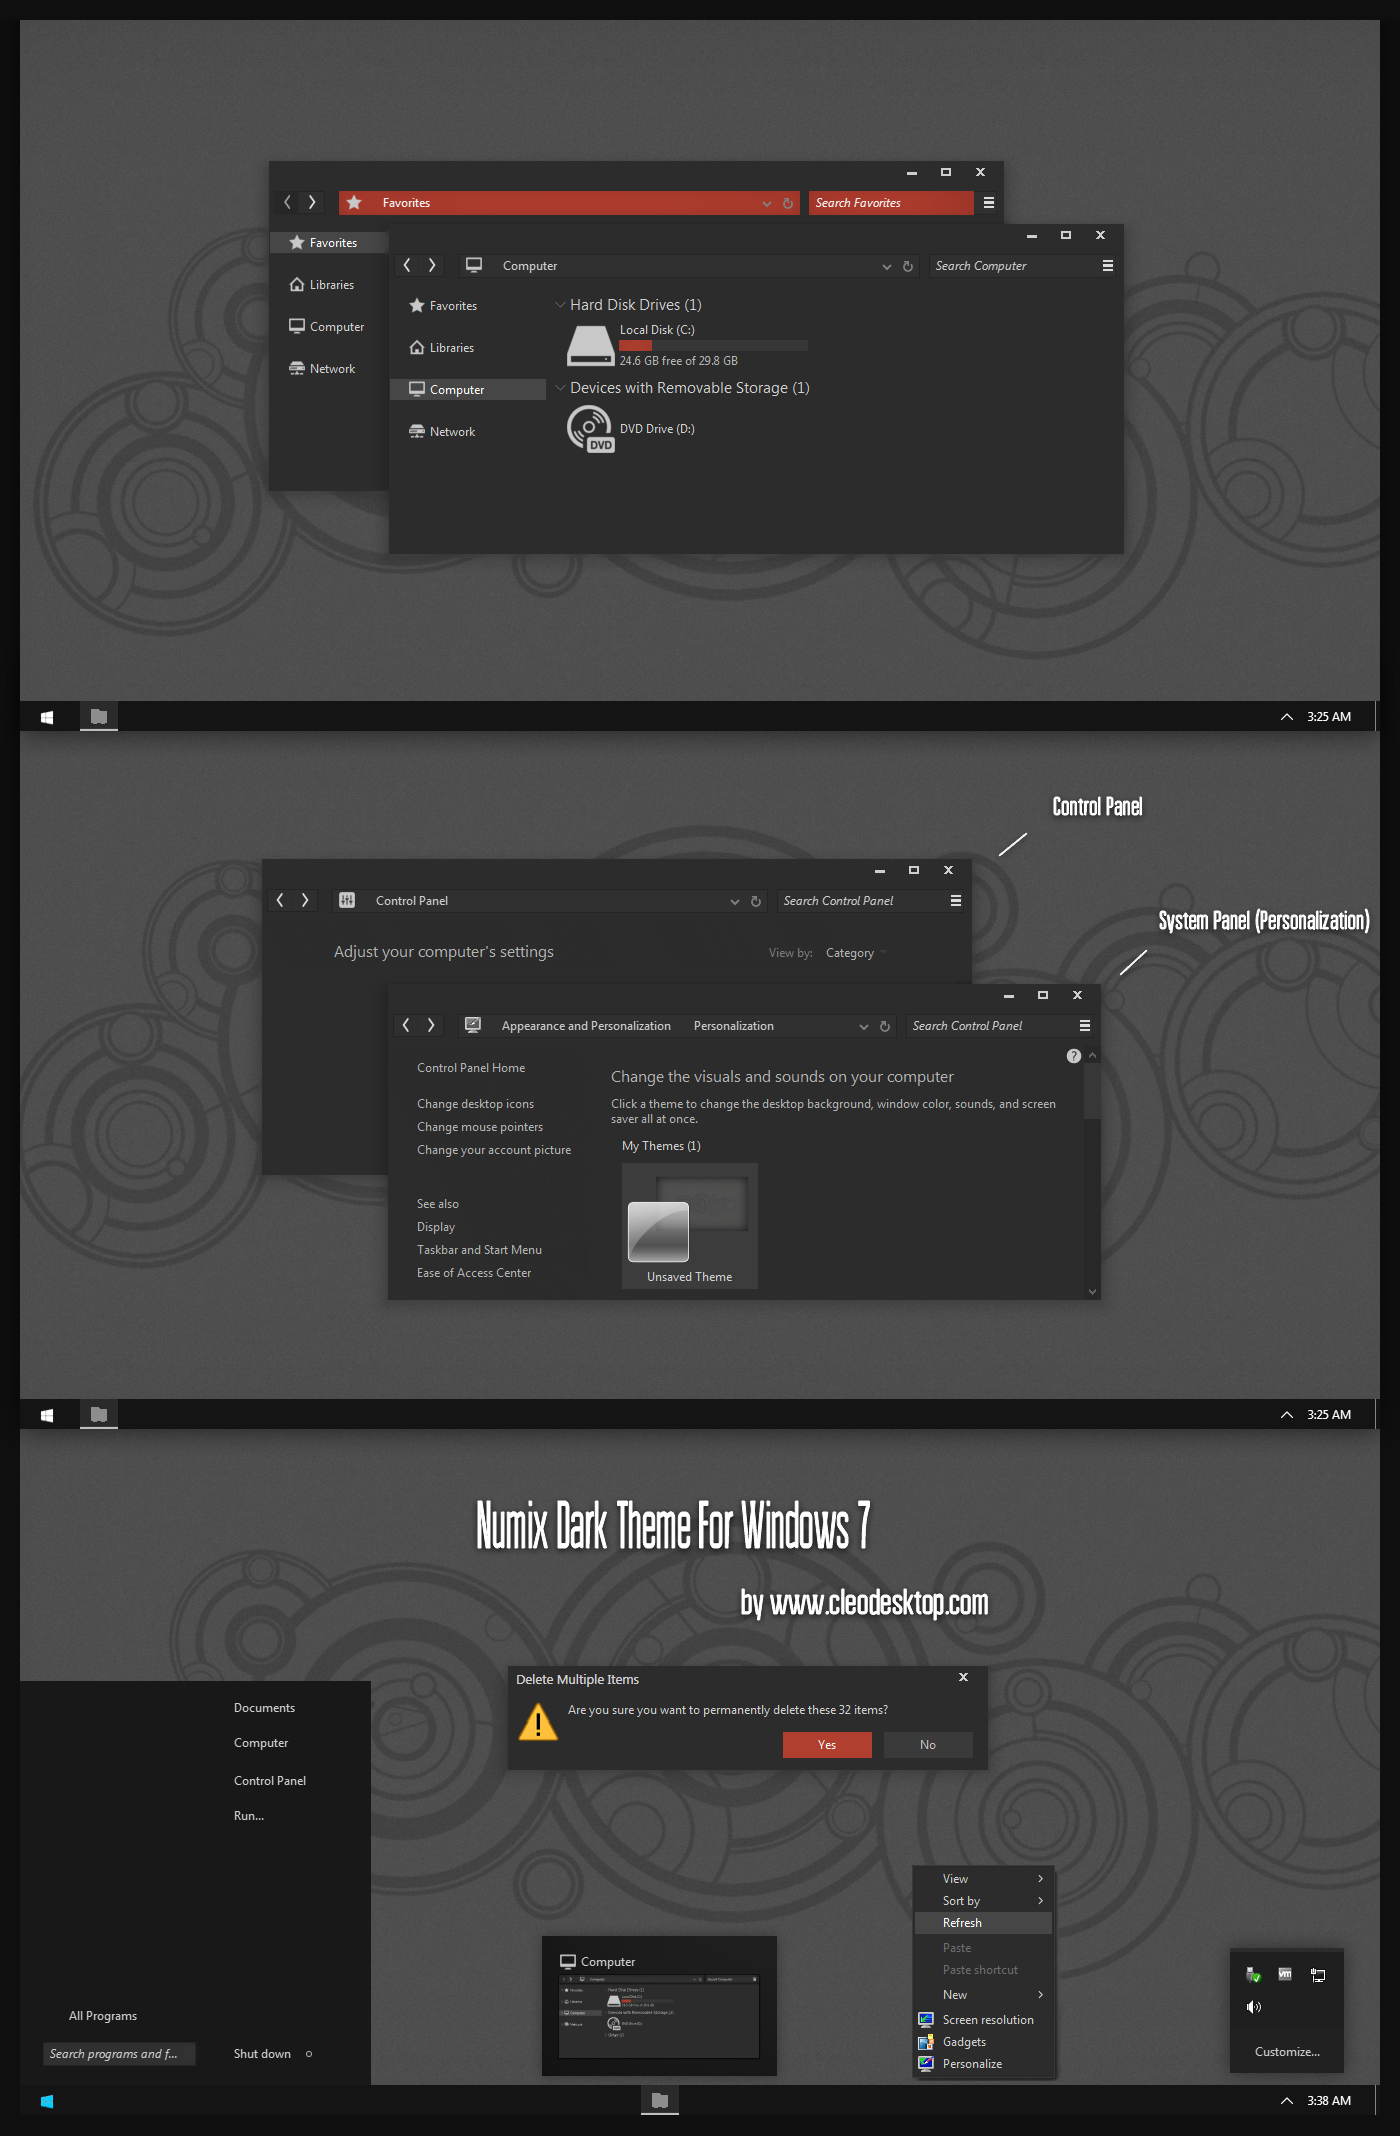 Favorites
Search Favorites
Favorites
Libraries
Computer
Network
Computer
Search Computer
Favorites
Libraries
Computer
Network
Hard Disk Drives (1)
Local Disk (C:)
24.6 GB free of 29.8 GB
Devices with Removable Storage (1)
DVD
DVD Drive (D:)
3:25 AM
Control Panel
System Panel (Personalization)
Control Panel
Search Control Panel
Adjust your computer's settings
View by: Category
Appearance and Personalization Personalization
Search Control Panel
Control Panel Home
Change desktop icons
Change mouse pointers
Change your account picture
See also
Display
Taskbar and Start Menu
Ease of Access Center
Change the visuals and sounds on your computer
Click a theme to change the desktop background, window color, sounds, and screen
saver all at once.
My Themes (1)
Unsaved Theme
3:25 AM
Numix Dark Theme For Windows 7
by www.cleodesktop.com
Delete Multiple Items
Are you sure you want to permanently delete these 32 items?
Yes
No
Documents
Computer
Control Panel
Run...
All Programs
Search programs and f...
Shut down
Computer
View
Sort by
Refresh
Paste
Paste shortcut
New
Screen resolution
Gadgets
Personalize
vm
Customize...
3:38 AM